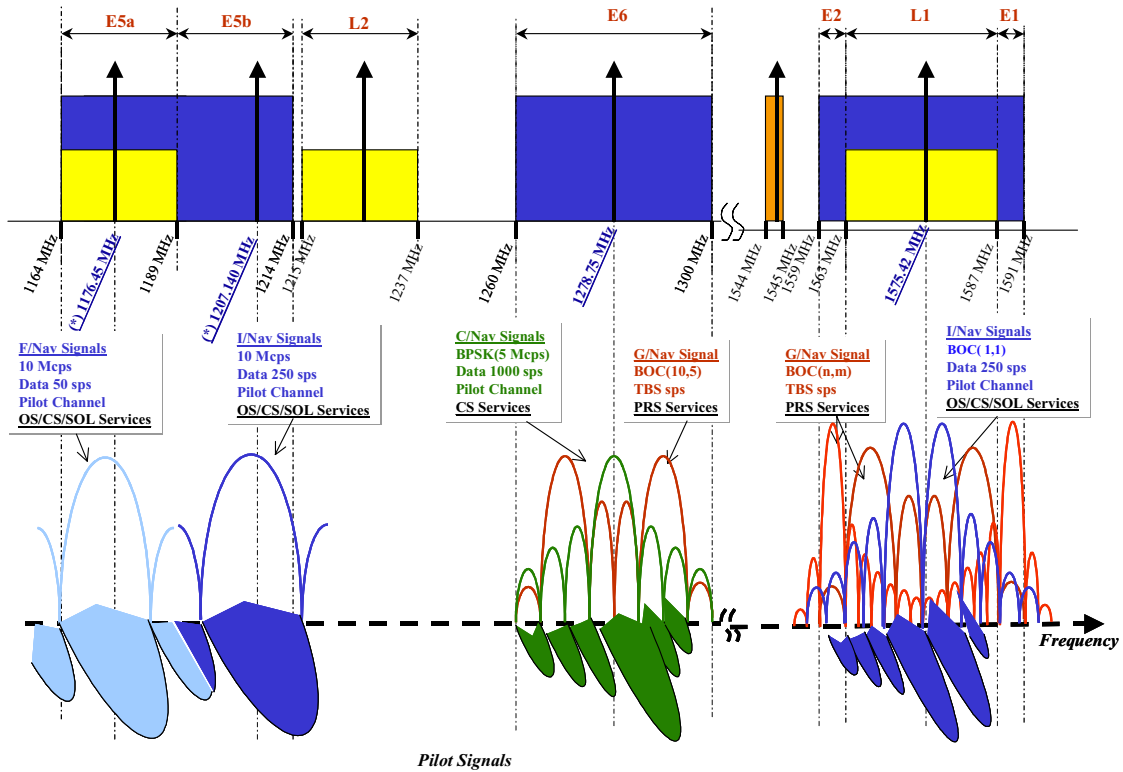 E5a
E5b
L2
E6
E2
L1
E1
1164 MHz
(*) 1176.45 MHz
1189 MHz
(*) 1207.140 MHz
1214 MHz
1215 MHz
1237 MHz
1260 MHz
1278.75 MHz
1300 MHz
1544 MHz
1545 MHz
1559 MHz
1563 MHz
1575.42 MHz
1587 MHz
1591 MHz
F/Nav Signals
10 Mcps
Data 50 sps
Pilot Channel
OS/CS/SOL Services
I/Nav Signals
10 Mcps
Data 250 sps
Pilot Channel
OS/CS/SOL Services
C/Nav Signals
BPSK(5 Mcps)
Data 1000 sps
Pilot Channel
CS Services
G/Nav Signal
BOC(10,5)
TBS sps
PRS Services
G/Nav Signal
BOC(n,m)
TBS sps
PRS Services
I/Nav Signals
BOC( 1,1)
Data 250 sps
Pilot Channel
OS/CS/SOL Services
Frequency
Pilot Signals